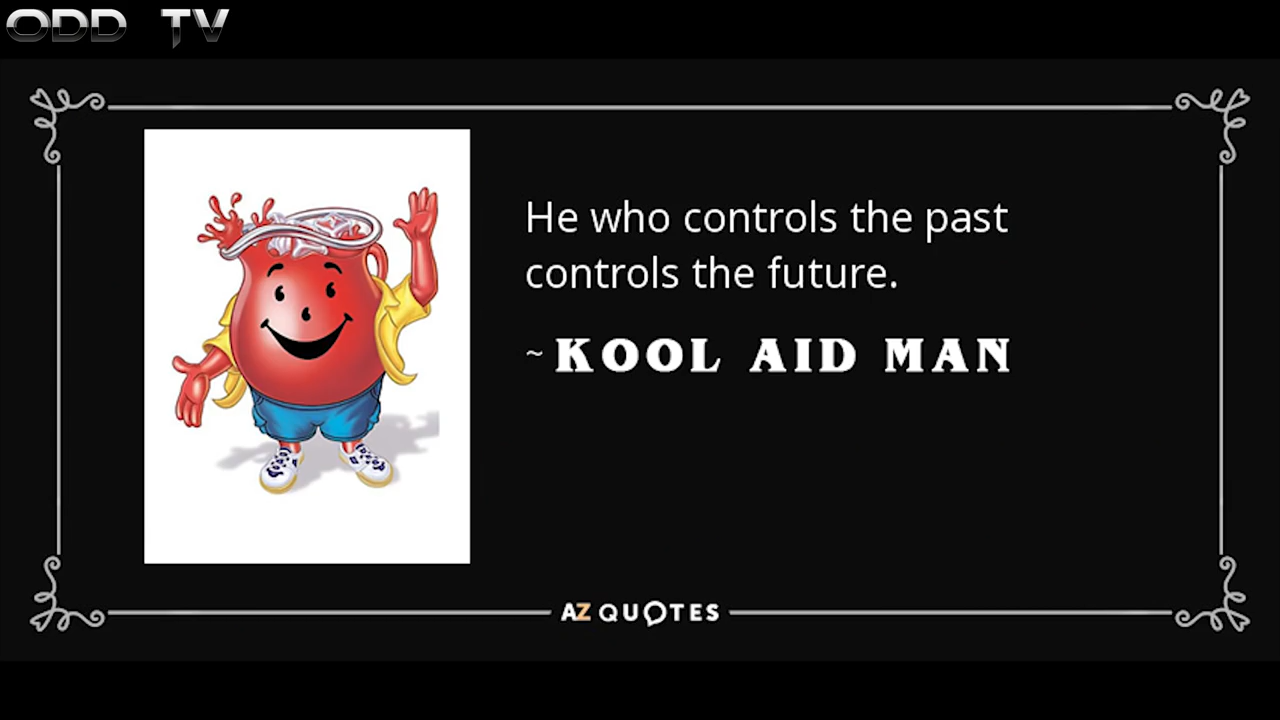 ODD TV
He who controls the past
controls the future.
~ KOOL AID MAN
AZ QUOTES